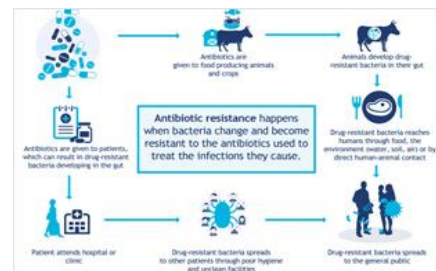 Antibiotics are
given to food producing animals
and crops
Animals develop drug-
resistant bacteria in their gut
Antibiotics are given to patients,
which can result in drug-resistant
bacteria developing in the gut
Antibiotic resistance happens
when bacteria change and become
resistant to the antibiotics used to
treat the infections they cause.
Drug-resistant bacteria reaches
humans through food, the
environment (water, soil, air) or by
direct human-animal contact
Patient attends hospital or
clinic
Drug-resistant bacteria spreads
to other patients through poor hygiene
and unclean facilities
Drug-resistant bacteria spreads
to the general public